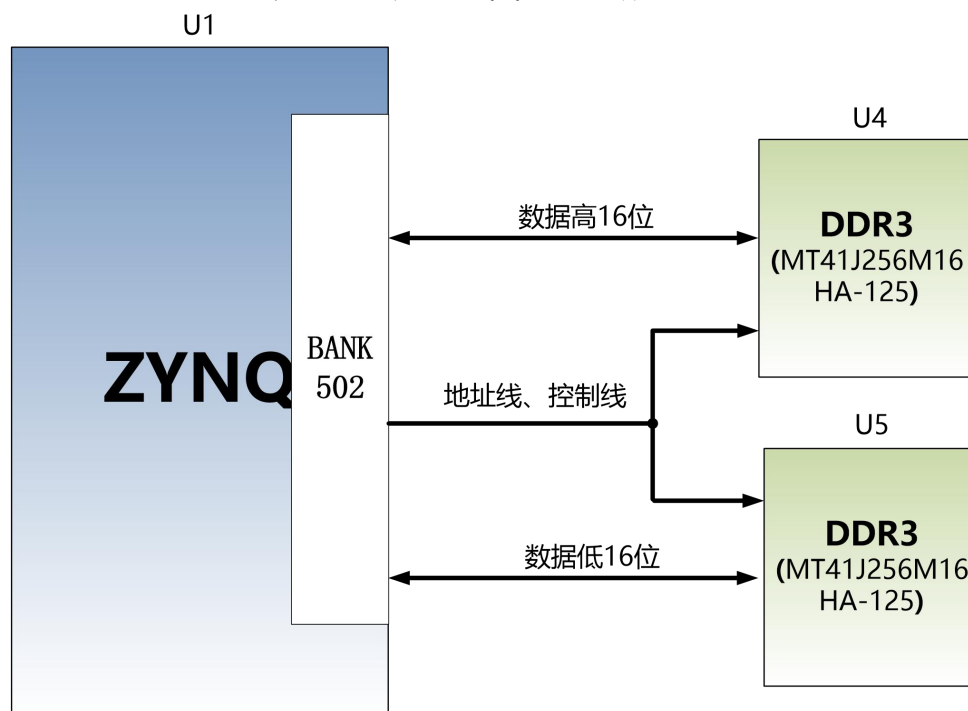 U1
U4
数据高16位
DDR3
(MT41J256M16
HA-125)
ZYNQ
BANK
502
地址线、控制线
U5
DDR3
(MT41J256M16
HA-125)
数据低16位